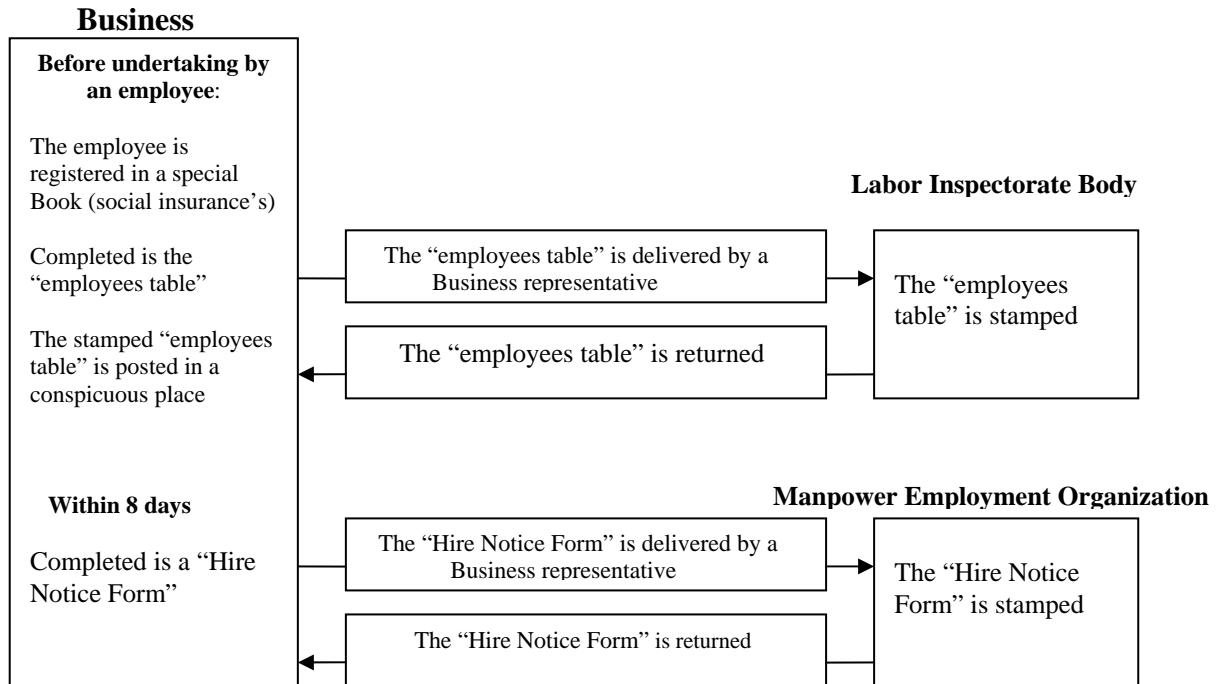 Business
Before undertaking by
an employee:
The employee is
registered in a special
Book (social insurance’s)
Completed is the
“employees table”
The stamped “employees
table” is posted in a
conspicuous place
Within 8 days
Completed is a “Hire
Notice Form”
The “employees table” is delivered by a
Business representative
The “employees table” is returned
Labor Inspectorate Body
The “employees
table” is stamped
The “Hire Notice Form” is delivered by a
Business representative
The “Hire Notice Form” is returned
Manpower Employment Organization
The “Hire Notice
Form” is stamped